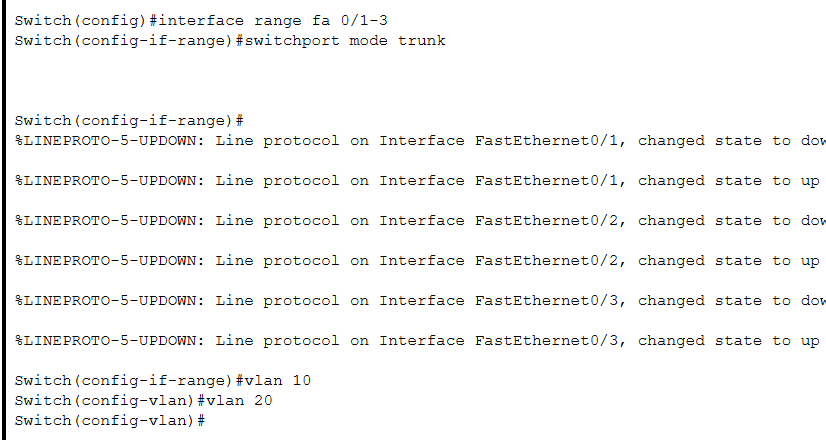 Switch(config)#interface range fa 0/1-3
Switch(config-if-range)#switchport mode trunk
Switch(config-if-range)#
%LINEPROTO-5-UPDOWN: Line protocol on Interface FastEthernet0/1, changed state to
%LINEPROTO-5-UPDOWN: Line protocol on Interface FastEthernet0/1, changed state to up
%LINEPROTO-5-UPDOWN: Line protocol on Interface FastEthernet0/2, changed state to
%LINEPROTO-5-UPDOWN: Line protocol on Interface FastEthernet0/2, changed state to up
%LINEPROTO-5-UPDOWN: Line protocol on Interface FastEthernet0/3, changed state to
%LINEPROTO-5-UPDOWN: Line protocol on Interface FastEthernet0/3, changed state to up
Switch(config-if-range)#vlan 10
Switch(config-vlan)#vlan 20
Switch(config-vlan)#